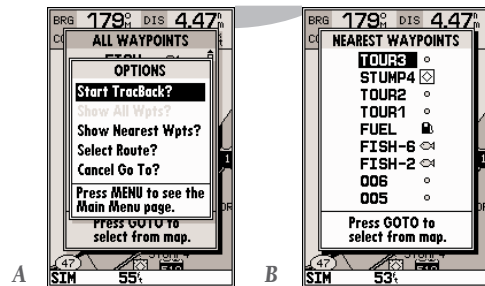 BRG 179°M DIS 4.47
ALL WAYPOINTS
OPTIONS
Start TracBack?
Show All Wpts?
Show Nearest Wpts?
Select Route?
Cancel Go To?
Press MENU to see the
Main Menu page.
Press GOTO to
select from map.
47
SIM 55
A
BRG 179°M DIS 4.47
NEAREST WAYPOINTS
TOUR3
STUMP4
TOUR2
TOUR1
FUEL
FISH-6
FISH-2
006
005
Press GOTO to
select from map.
47
SIM 53
B